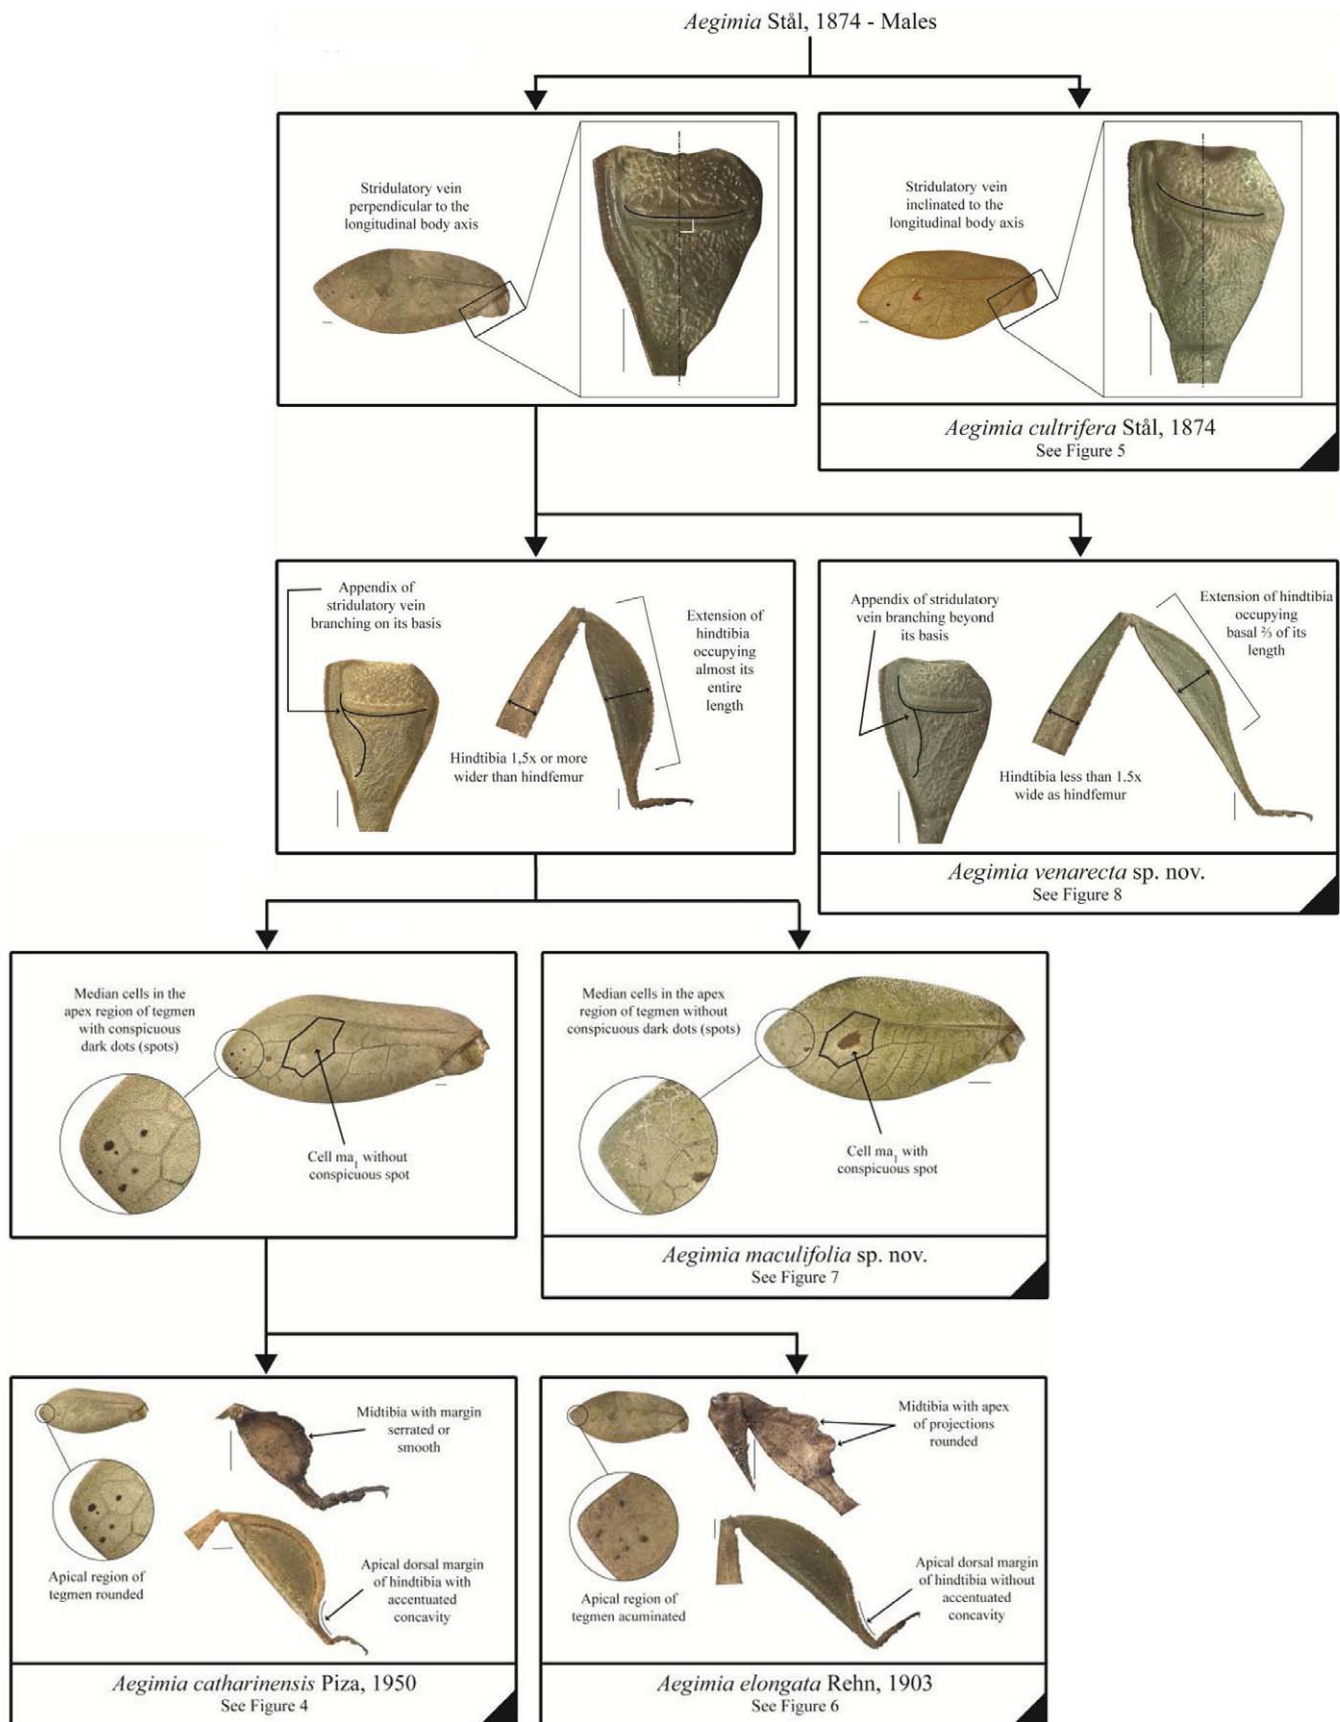 Aegimia Stål, 1874 - Males
Stridulatory vein
perpendicular to the
longitudinal body axis
Stridulatory vein
inclinated to the
longitudinal body axis
Aegimia cultrifera Stål, 1874
See Figure 5
Appendix of
stridulatory vein
branching on its basis
Extension of
hindtibia
occupying
almost its
entire
length
Hindtibia 1,5x or more
wider than hindfemur
Appendix of stridulatory
vein branching beyond
its basis
Extension of hindtibia
occupying
basal ⅔ of its
length
Hindtibia less than 1.5x
wide as hindfemur
Aegimia venarecta sp. nov.
See Figure 8
Median cells in the
apex region of tegmen
with conspicuous
dark dots (spots)
Cell ma₁ without
conspicuous spot
Median cells in the apex
region of tegmen without
conspicuous dark dots (spots)
Cell ma₁ with
conspicuous spot
Aegimia maculifolia sp. nov.
See Figure 7
Midtibia with margin
serrated or
smooth
Apical region of
tegmen rounded
Apical dorsal margin
of hindtibia with
accentuated
concavity
Aegimia catharinensis Piza, 1950
See Figure 4
Midtibia with apex
of projections
rounded
Apical region of
tegmen acuminated
Apical dorsal margin
of hindtibia without
accentuated
concavity
Aegimia elongata Rehn, 1903
See Figure 6